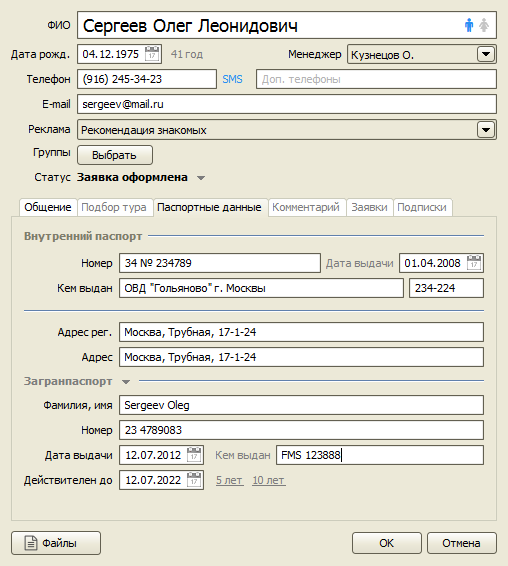 ФИО Сергеев Олег Леонидович
Дата рожд. 04.12.1975 17 41 год Менеджер Кузнецов О.
Телефон (916) 245-34-23 SMS Доп. телефоны
E-mail sergeev@mail.ru
Реклама Рекомендация знакомых
Группы Выбрать
Статус Заявка оформлена
Общение Подбор тура Паспортные данные Комментарий Заявки Подписки
Внутренний паспорт
Номер 34 № 234789 Дата выдачи 01.04.2008 17
Кем выдан ОВД "Гольяново" г. Москвы 234-224
Адрес рег. Москва, Трубная, 17-1-24
Адрес Москва, Трубная, 17-1-24
Загранпаспорт
Фамилия, имя Sergeev Oleg
Номер 23 4789083
Дата выдачи 12.07.2012 17 Кем выдан FMS 123888
Действителен до 12.07.2022 17 5 лет 10 лет
Файлы OK Отмена